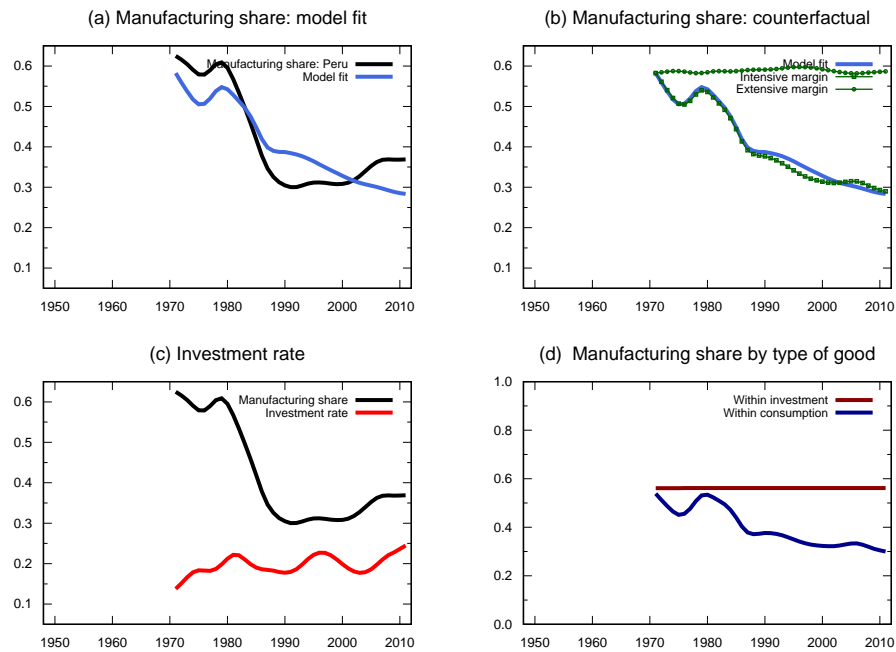 (a) Manufacturing share: model fit
Manufacturing share: Peru
Model fit
0.6
0.5
0.4
0.3
0.2
0.1
1950 1960 1970 1980 1990 2000 2010
(b) Manufacturing share: counterfactual
Model fit
Intensive margin
Extensive margin
0.6
0.5
0.4
0.3
0.2
0.1
1950 1960 1970 1980 1990 2000 2010
(c) Investment rate
Manufacturing share
Investment rate
0.6
0.5
0.4
0.3
0.2
0.1
1950 1960 1970 1980 1990 2000 2010
(d) Manufacturing share by type of good
Within investment
Within consumption
1.0
0.8
0.6
0.4
0.2
0.0
1950 1960 1970 1980 1990 2000 2010